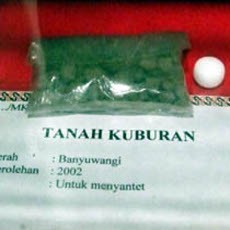 ../MK
TANAH KUBURAN
erah : Banyuwangi
erolehan : 2002
: Untuk menyantet